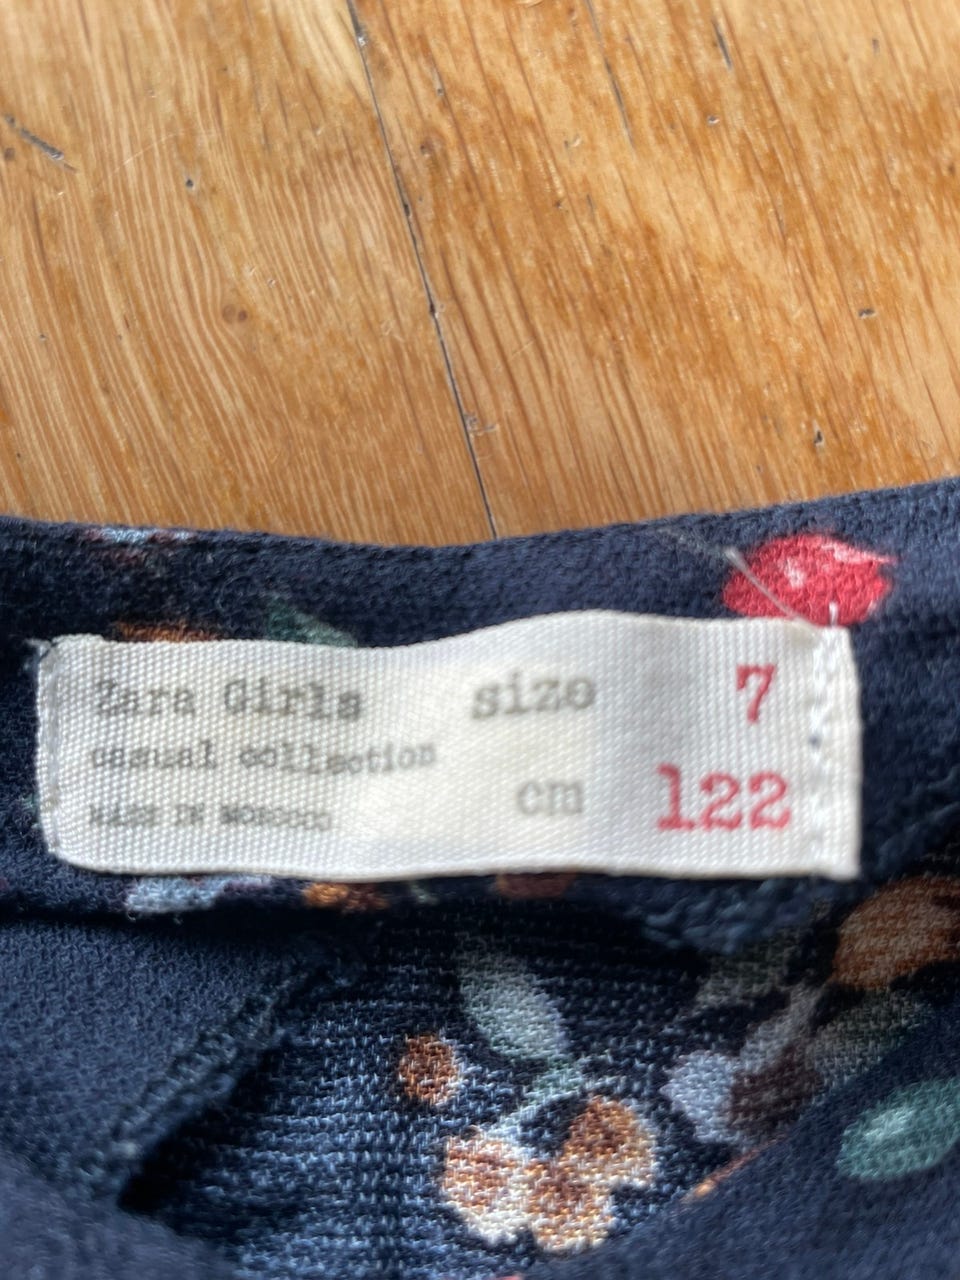 Zara Girls
casual collection
MADE IN MOROCCO
size 7
cm 122